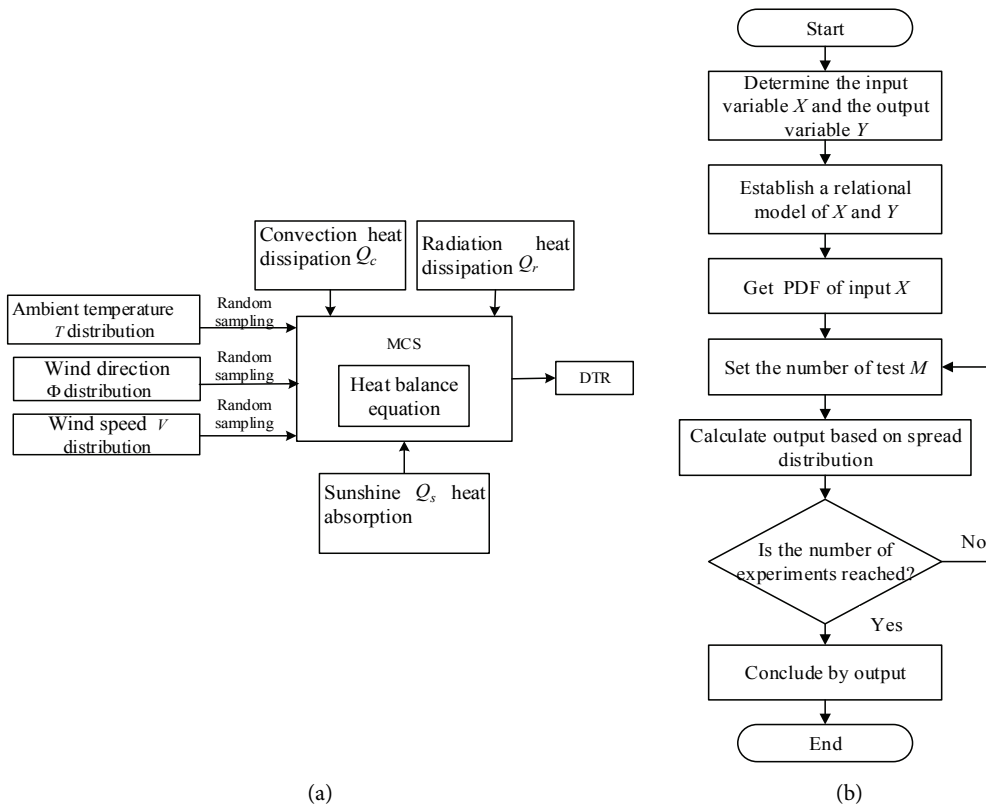 Convection heat
dissipation Qc
Radiation heat
dissipation Qr
Ambient temperature
T distribution
Random
sampling
Wind direction
Φ distribution
Random
sampling
Wind speed V
distribution
Random
sampling
MCS
Heat balance
equation
DTR
Sunshine Qs heat
absorption
(a)
Start
Determine the input
variable X and the output
variable Y
Establish a relational
model of X and Y
Get PDF of input X
Set the number of test M
Calculate output based on spread
distribution
Is the number of
experiments reached?
No
Yes
Conclude by output
End
(b)